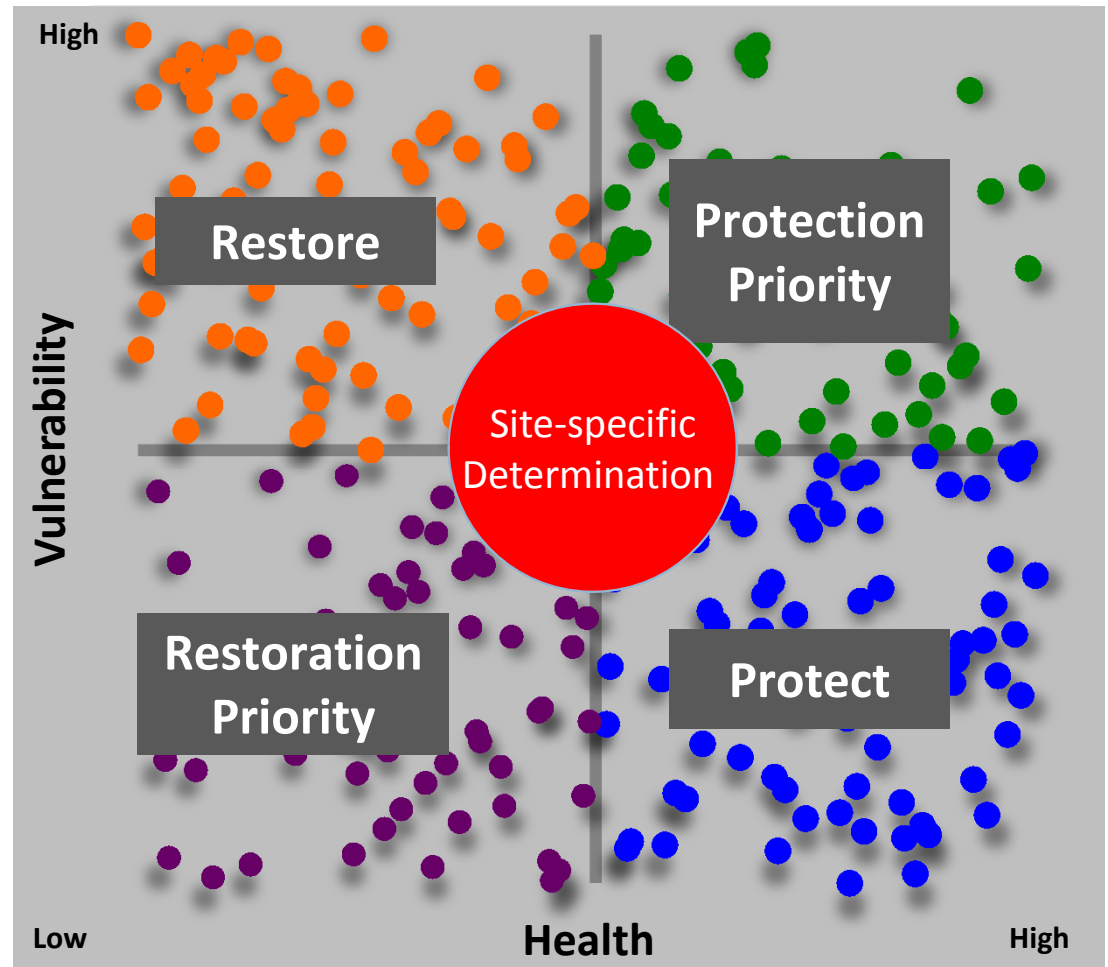 High
Restore
Protection
Priority
Vulnerability
Site-specific
Determination
Restoration
Priority
Protect
Low
Health
High